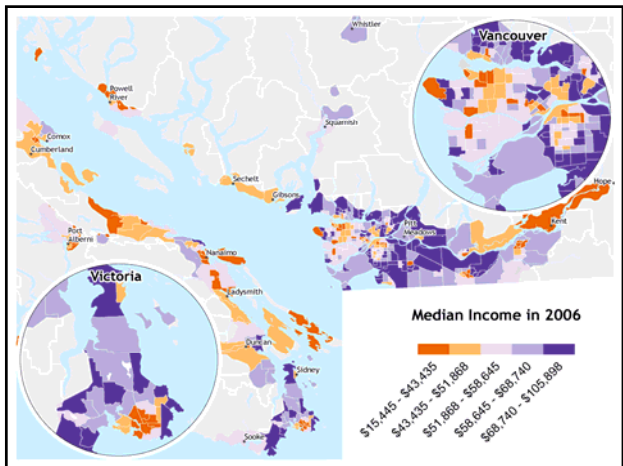 Whistler
Vancouver
Powell
River
Squamish
Comox
Cumberland
Sechelt
Gibsons
Hope
Pitt
Meadows
Kent
Port
Alberni
Nanaimo
Victoria
Ladysmith
Duncan
Sidney
Sooke
Median Income in 2006
$15,445 - $43,435
$43,435 - $51,868
$51,868 - $58,645
$58,645 - $68,740
$68,740 - $105,898